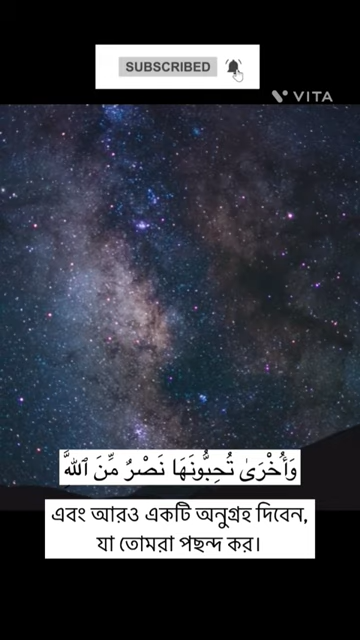 SUBSCRIBED
VITA
وَأُخْرَىٰ تُحِبُّونَهَا نَصْرٌ مِّنَ ٱللَّهِ
এবং আরও একটি অনুগ্রহ দিবেন,
যা তোমরা পছন্দ কর।